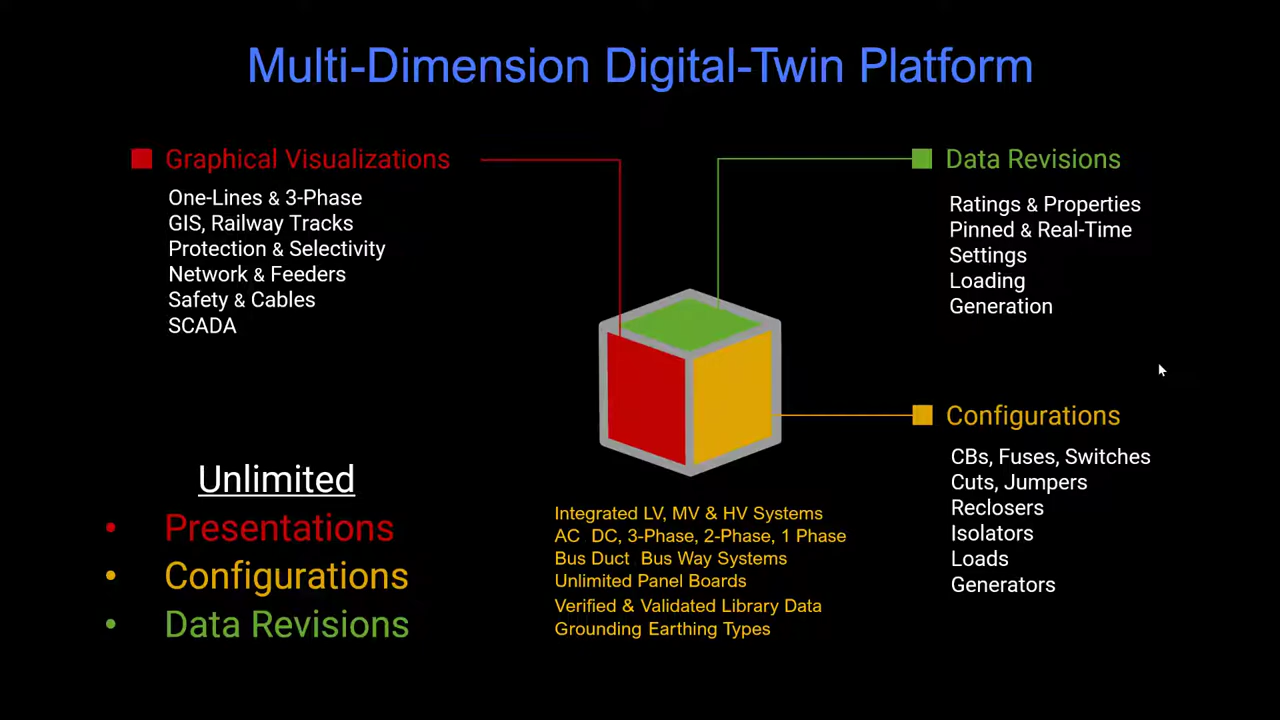 Multi-Dimension Digital-Twin Platform
Graphical Visualizations
One-Lines & 3-Phase
GIS, Railway Tracks
Protection & Selectivity
Network & Feeders
Safety & Cables
SCADA
Data Revisions
Ratings & Properties
Pinned & Real-Time
Settings
Loading
Generation
Configurations
CBs, Fuses, Switches
Cuts, Jumpers
Reclosers
Isolators
Loads
Generators
Unlimited
• Presentations
• Configurations
• Data Revisions
Integrated LV, MV & HV Systems
AC DC, 3-Phase, 2-Phase, 1 Phase
Bus Duct Bus Way Systems
Unlimited Panel Boards
Verified & Validated Library Data
Grounding Earthing Types